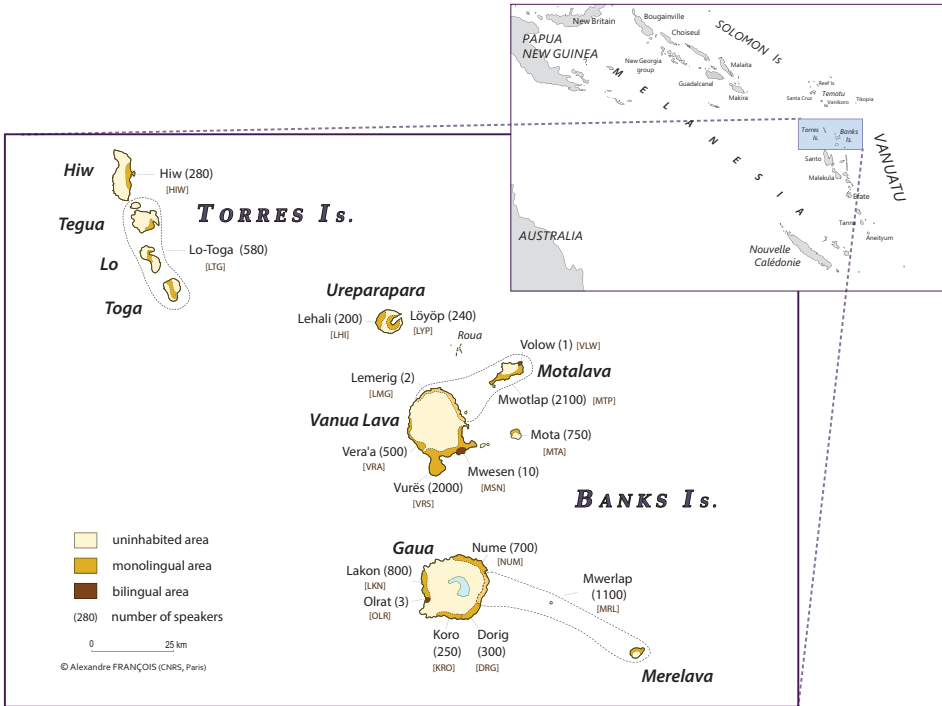 New Britain
Bougainville
Choiseul
SOLOMON Is
PAPUA
NEW GUINEA
New Georgia
group
Malaita
Guadalcanal
Makira
Reef Is.
Temotu
Santa Cruz
Vanikoro
Tikopia
MELANESIA
Torres
Is.
Banks
Is.
VANUATU
Santo
Malekula
Efate
Tanna
Aneityum
AUSTRALIA
Nouvelle
Calédonie
Hiw
Hiw (280)
[HIW]
TORRES Is.
Tegua
Lo
Lo-Toga (580)
[LTG]
Toga
Ureparapara
Lehali (200)
[LHI]
Löyöp (240)
[LYP]
Roua
Volow (1) [VLW]
Lemerig (2)
[LMG]
Motalava
Mwotlap (2100) [MTP]
Vanua Lava
Mota (750)
[MTA]
Vera'a (500)
[VRA]
Mwesen (10)
[MSN]
Vurës (2000)
[VRS]
BANKS Is.
Gaua
Nume (700)
[NUM]
Lakon (800)
[LKN]
Olrat (3)
[OLR]
Mwerlap
(1100)
[MRL]
Koro
(250)
[KRO]
Dorig
(300)
[DRG]
Merelava
uninhabited area
monolingual area
bilingual area
(280) number of speakers
0 25 km
© Alexandre FRANÇOIS (CNRS, Paris)